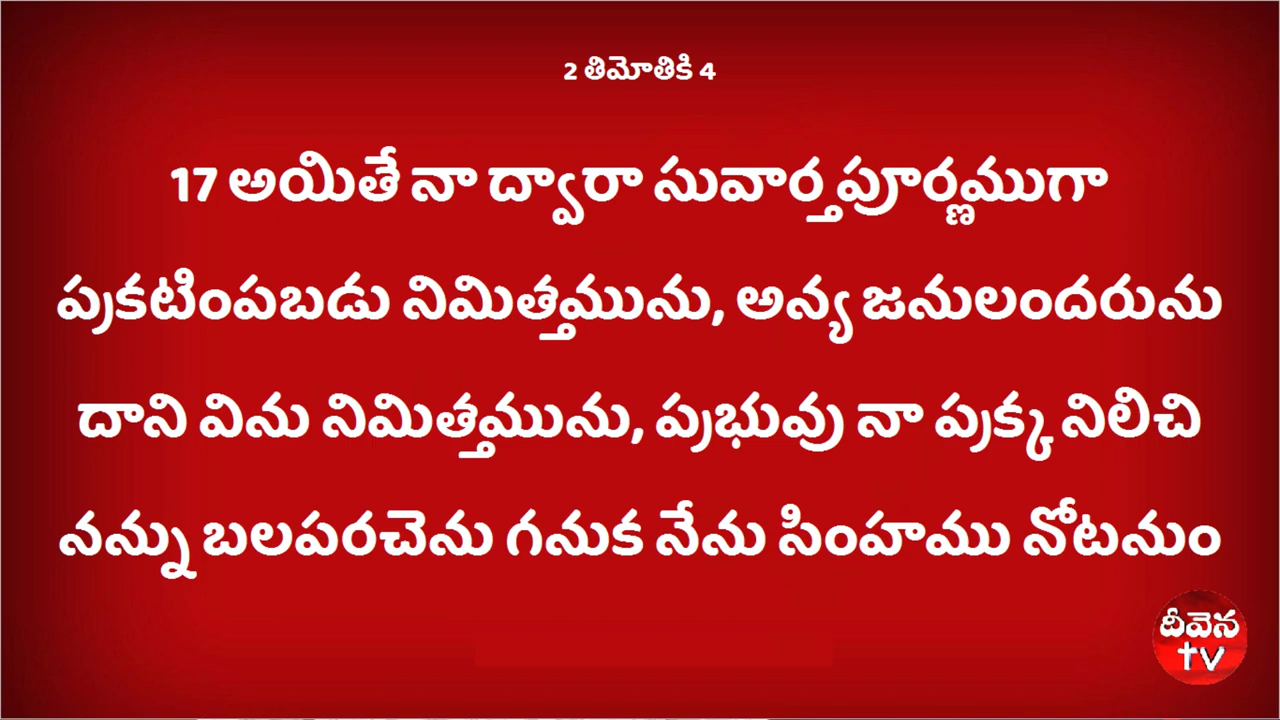 2 తిమోతికి 4
17 అయితే నా ద్వారా సువార్తపూర్ణముగా
ప్రకటింపబడు నిమిత్తమును, అన్య జనులందరును
దాని విను నిమిత్తమును, ప్రభువు నా ప్రక్క నిలిచి
నన్ను బలపరచెను గనుక నేను సింహము నోటనుం
దీవెన
tv